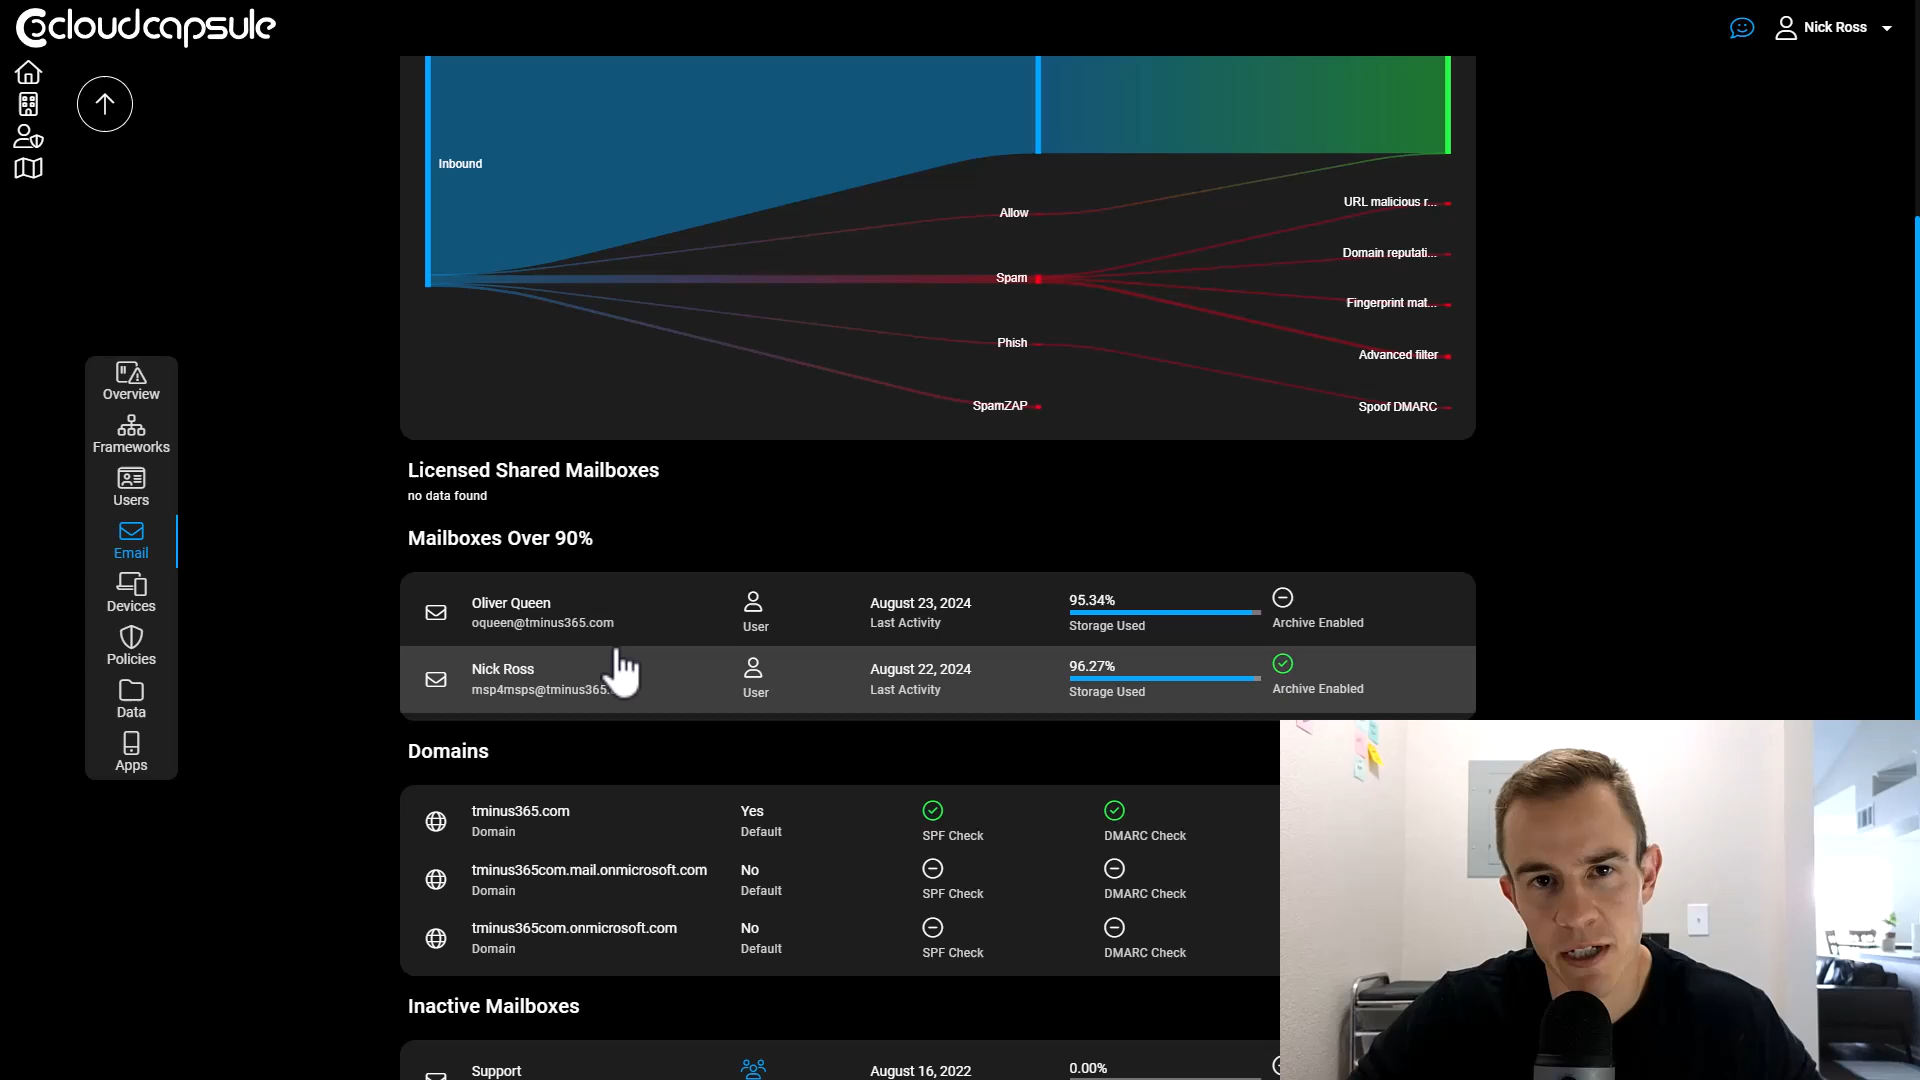 cloudcapsule
Nick Ross
Inbound
Allow
URL malicious r...
Domain reputati...
Spam
Fingerprint mat...
Phish
Advanced filter
SpamZAP
Spoof DMARC
Overview
Frameworks
Users
Email
Devices
Policies
Data
Apps
Licensed Shared Mailboxes
no data found
Mailboxes Over 90%
Oliver Queen
oqueen@tminus365.com
User
August 23, 2024
Last Activity
95.34%
Storage Used
Archive Enabled
Nick Ross
msp4msps@tminus365.
User
August 22, 2024
Last Activity
96.27%
Storage Used
Archive Enabled
Domains
tminus365.com
Domain
Yes
Default
SPF Check
DMARC Check
tminus365com.mail.onmicrosoft.com
Domain
No
Default
SPF Check
DMARC Check
tminus365com.onmicrosoft.com
Domain
No
Default
SPF Check
DMARC Check
Inactive Mailboxes
Support
August 16, 2022
0.00%